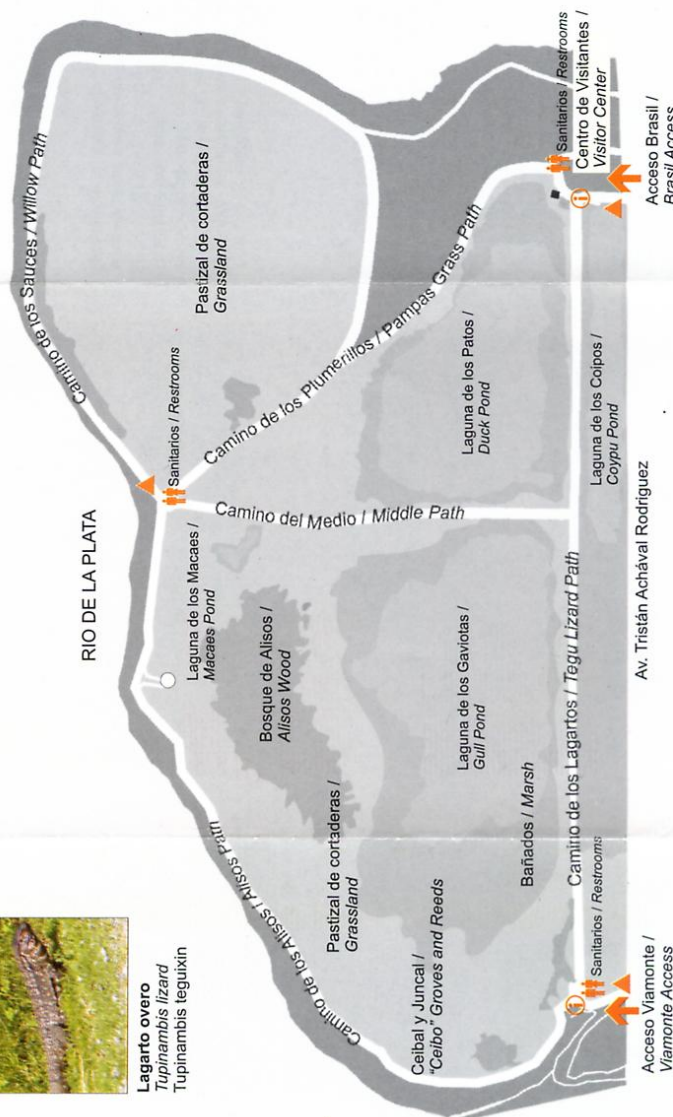 Lagarto overo
Tupinambis lizard
Tupinambis teguixin
RIO DE LA PLATA
Camino de los Sauces / Willow Path
Pastizal de cortaderas /
Grassland
Sanitarios / Restrooms
Camino de los Plumerillos / Pampas Grass Path
Camino del Medio / Middle Path
Laguna de los Macaes /
Macaes Pond
Bosque de Alisos /
Alisos Wood
Camino de los Alisos / Alisos Path
Pastizal de cortaderas /
Grassland
Ceibal y Juncal /
"Ceibo" Groves and Reeds
Laguna de los Gaviotas /
Gull Pond
Bañados / Marsh
Laguna de los Patos /
Duck Pond
Sanitarios / Restrooms
Centro de Visitantes /
Visitor Center
Camino de los Lagartos / Tegu Lizard Path
Laguna de los Coipos /
Coypu Pond
Sanitarios / Restrooms
Acceso Viamonte /
Viamonte Access
Av. Tristán Achával Rodríguez
Acceso Brasil /
Brasil Access